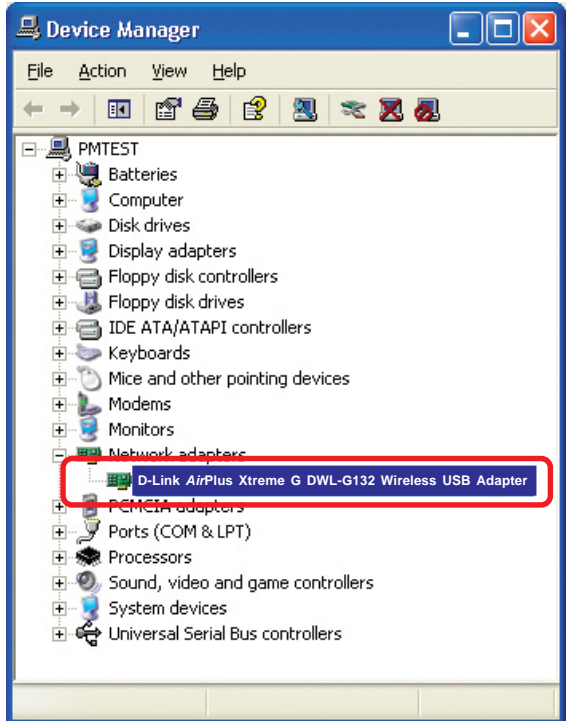 Device Manager
File Action View Help
PMTEST
Batteries
Computer
Disk drives
Display adapters
Floppy disk controllers
Floppy disk drives
IDE ATA/ATAPI controllers
Keyboards
Mice and other pointing devices
Modems
Monitors
Network adapters
D-Link AirPlus Xtreme G DWL-G132 Wireless USB Adapter
PCMCIA adapters
Ports (COM & LPT)
Processors
Sound, video and game controllers
System devices
Universal Serial Bus controllers